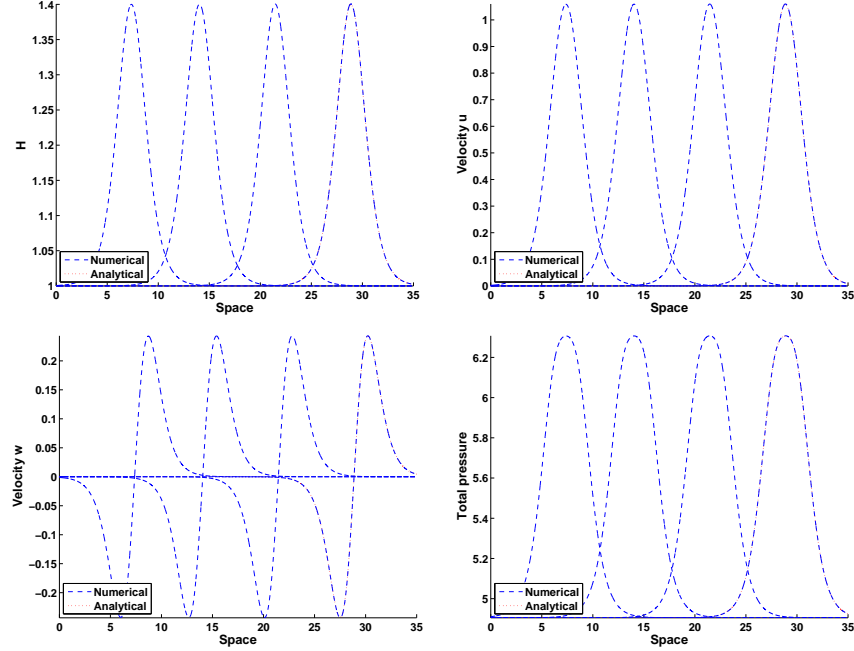 1.4
1.35
1.3
1.25
1.2
1.15
1.1
1.05
1
H
Numerical
Analytical
0 5 10 15 20 25 30 35
Space
1
0.9
0.8
0.7
0.6
0.5
0.4
0.3
0.2
0.1
0
Velocity u
Numerical
Analytical
0 5 10 15 20 25 30 35
Space
0.2
0.15
0.1
0.05
0
−0.05
−0.1
−0.15
−0.2
Velocity w
Numerical
Analytical
0 5 10 15 20 25 30 35
Space
6.2
6
5.8
5.6
5.4
5.2
5
Total pressure
Numerical
Analytical
0 5 10 15 20 25 30 35
Space